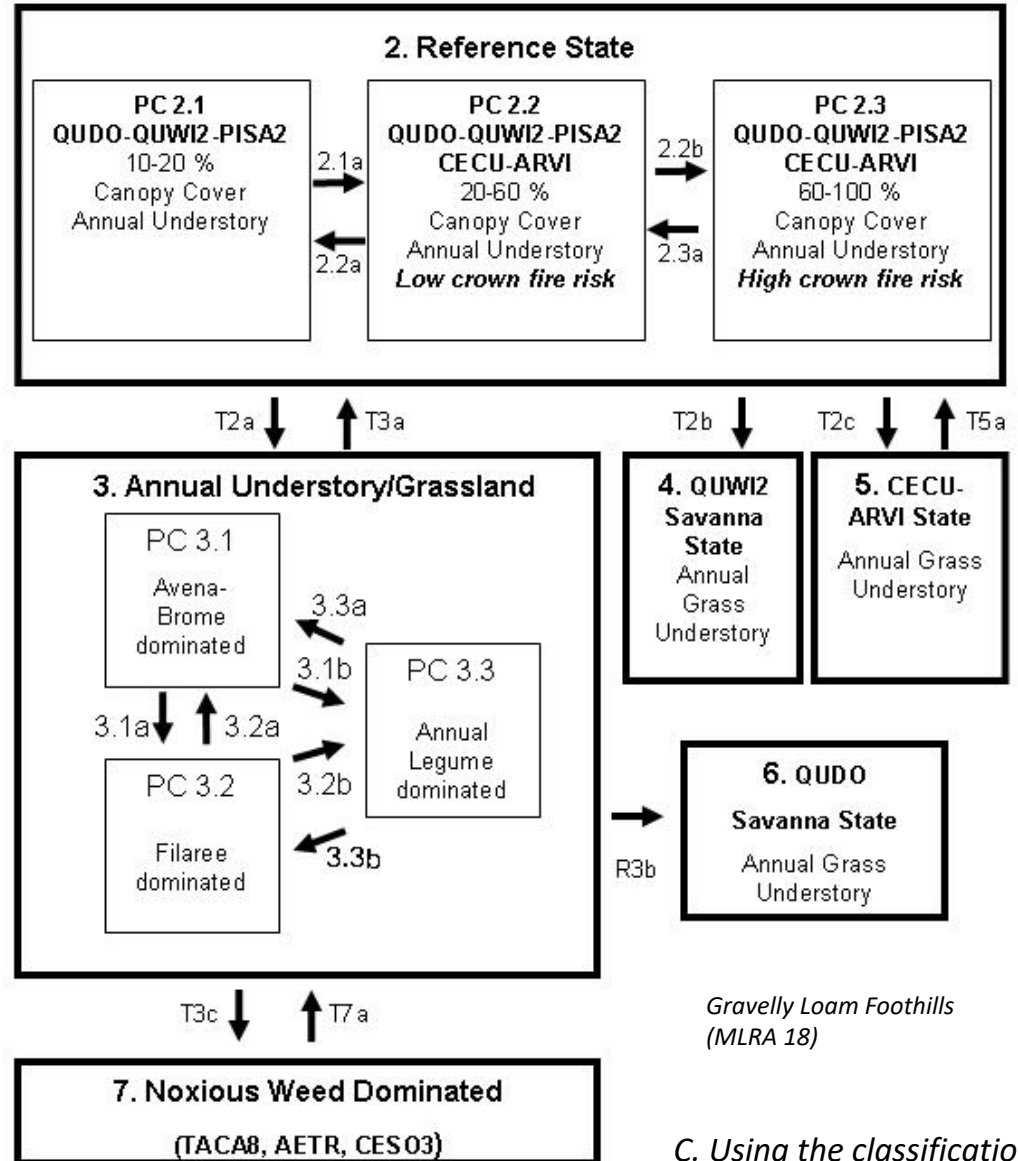 2. Reference State
PC 2.1
QUDO-QUWI2-PISA2
10-20 %
Canopy Cover
Annual Understory
2.1a
2.2a
PC 2.2
QUDO-QUWI2-PISA2
CECU-ARVI
20-60 %
Canopy Cover
Annual Understory
Low crown fire risk
2.2b
2.3a
PC 2.3
QUDO-QUWI2-PISA2
CECU-ARVI
60-100 %
Canopy Cover
Annual Understory
High crown fire risk
T2a
T3a
T2b
T2c
T5a
3. Annual Understory/Grassland
PC 3.1
Avena-
Brome
dominated
3.3a
3.1b
3.1a
3.2a
PC 3.3
Annual
Legume
dominated
PC 3.2
Filaree
dominated
3.2b
3.3b
4. QUWI2
Savanna
State
Annual
Grass
Understory
5. CECU-
ARVI State
Annual Grass
Understory
R3b
6. QUDO
Savanna State
Annual Grass
Understory
T3c
T7a
Gravelly Loam Foothills
(MLRA 18)
7. Noxious Weed Dominated
(TACA8, AETR, CESO3)
C. Using the classificatio